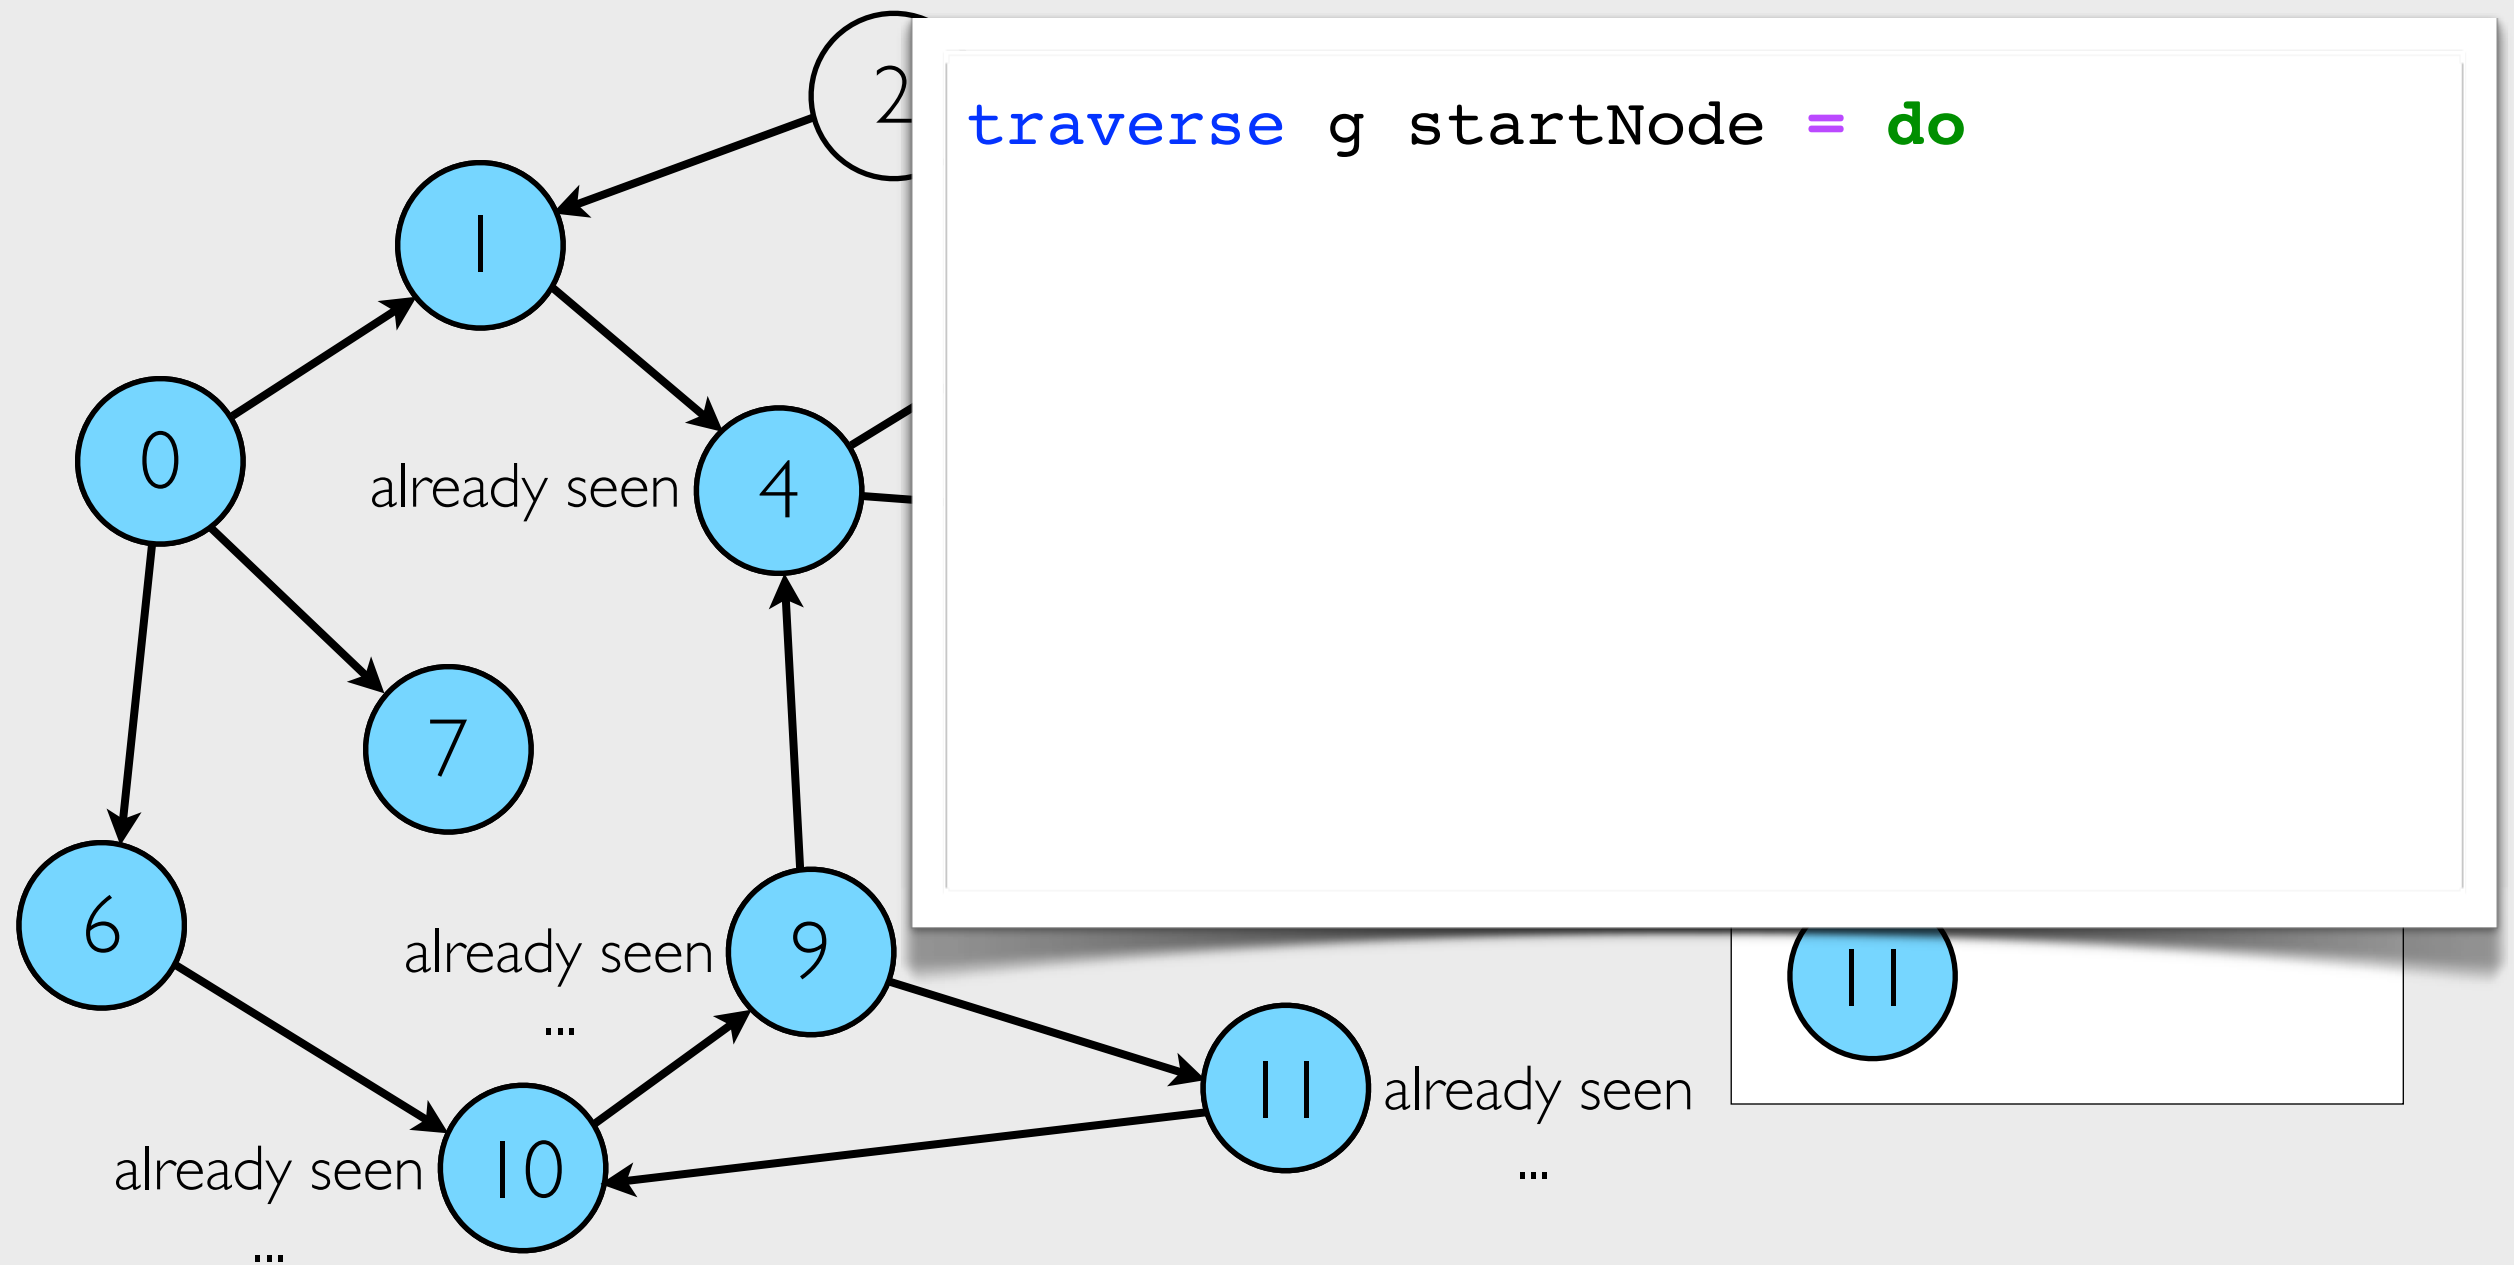 2
traverse g startNode = do
1
0
already seen
4
7
6
already seen
9
...
11
11
already seen
...
already seen
10
...